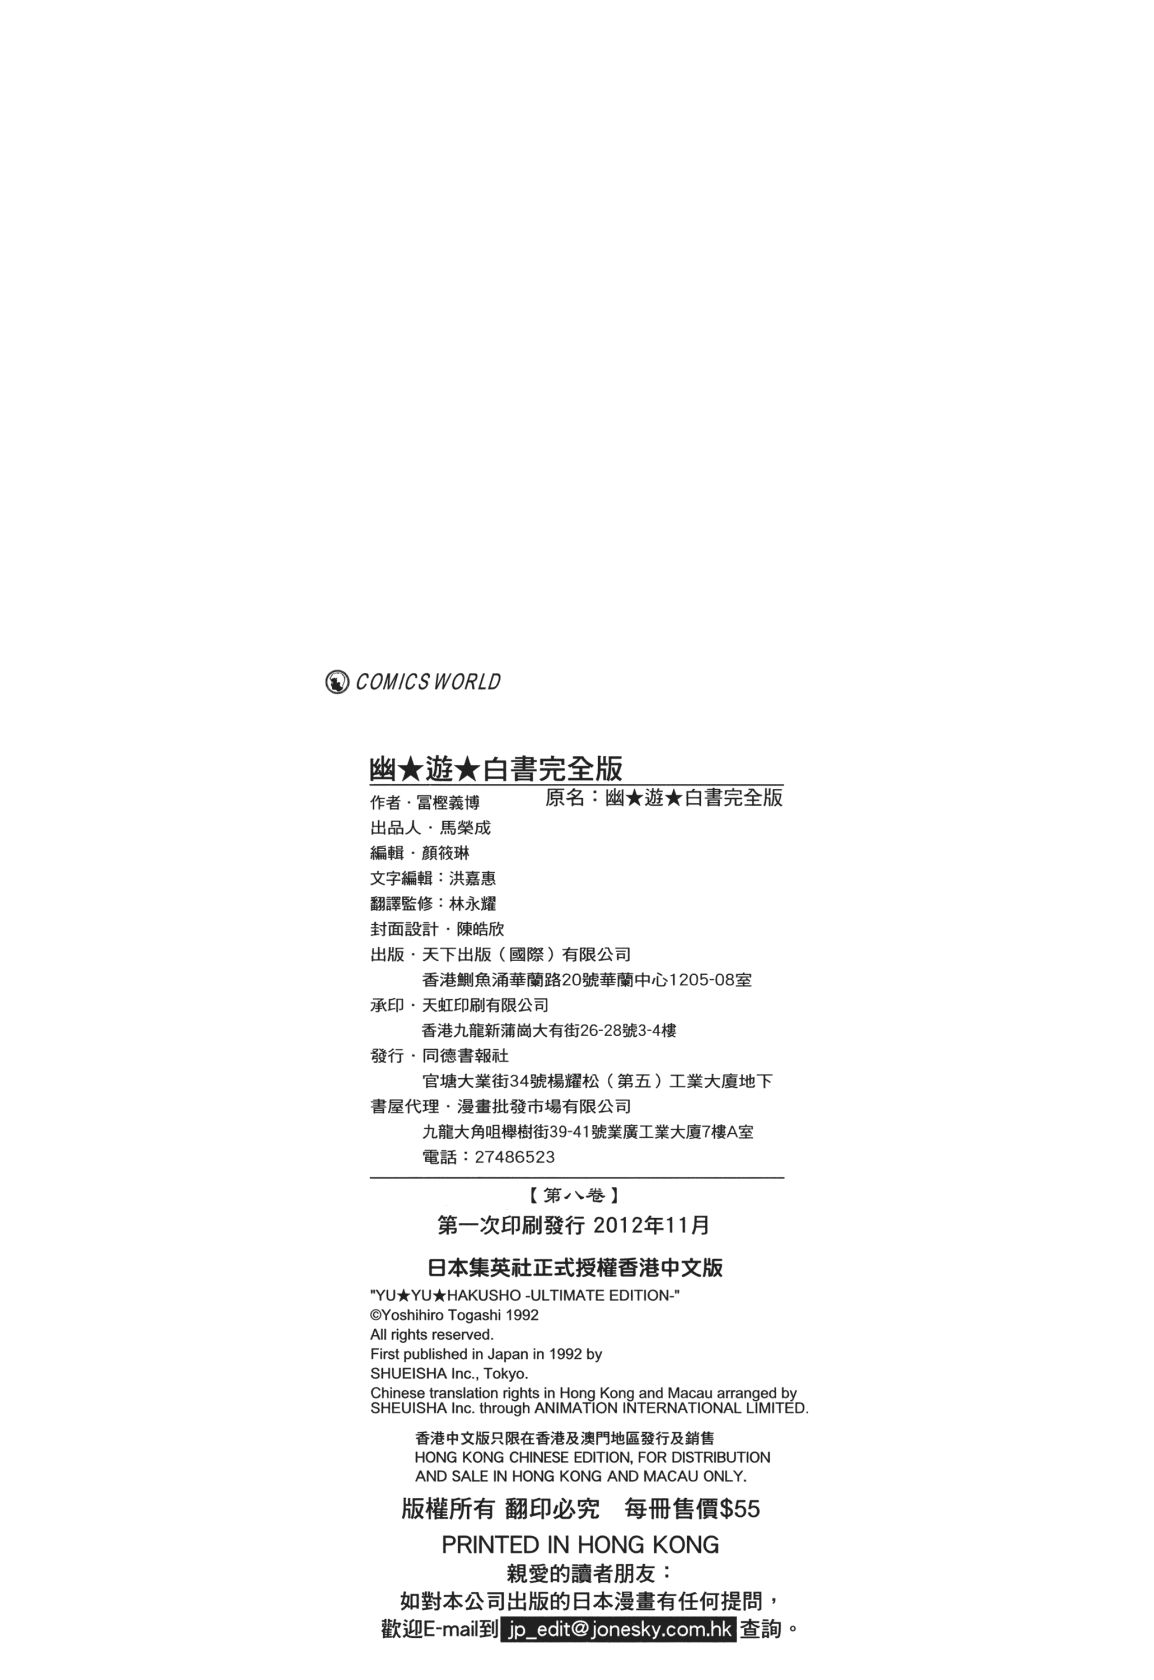 COMICS WORLD
幽★遊★白書完全版
原名：幽★遊★白書完全版
作者・冨樫義博
出品人・馬榮成
編輯・顏筱琳
文字編輯：洪嘉惠
翻譯監修：林永耀
封面設計・陳皓欣
出版・天下出版（國際）有限公司
香港鰂魚涌華蘭路20號華蘭中心1205-08室
承印・天虹印刷有限公司
香港九龍新蒲崗大有街26-28號3-4樓
發行・同德書報社
官塘大業街34號楊耀松（第五）工業大廈地下
書屋代理・漫畫批發市場有限公司
九龍大角咀櫸樹街39-41號業廣工業大廈7樓A室
電話：27486523
【第八卷】
第一次印刷發行 2012年11月
日本集英社正式授權香港中文版
"YU★YU★HAKUSHO -ULTIMATE EDITION-"
©Yoshihiro Togashi 1992
All rights reserved.
First published in Japan in 1992 by
SHUEISHA Inc., Tokyo.
Chinese translation rights in Hong Kong and Macau arranged by
SHEUISHA Inc. through ANIMATION INTERNATIONAL LIMITED.
香港中文版只限在香港及澳門地區發行及銷售
HONG KONG CHINESE EDITION, FOR DISTRIBUTION
AND SALE IN HONG KONG AND MACAU ONLY.
版權所有 翻印必究　每冊售價$55
PRINTED IN HONG KONG
親愛的讀者朋友：
如對本公司出版的日本漫畫有任何提問，
歡迎E-mail到 jp_edit@jonesky.com.hk 查詢。